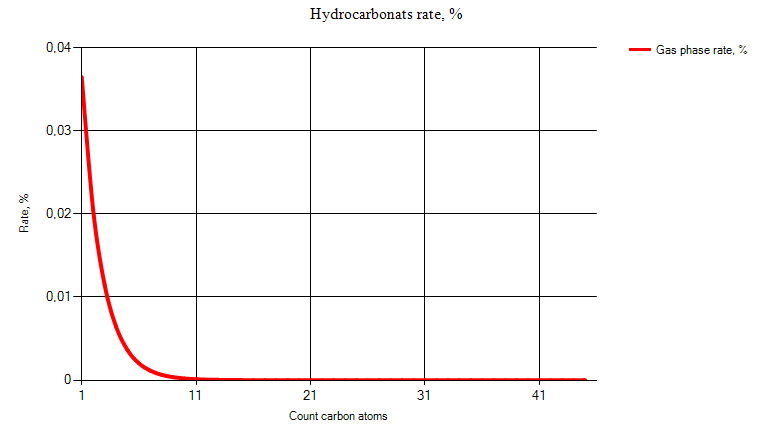 Hydrocarbonats rate, %
Gas phase rate, %
0,04
0,03
0,02
0,01
0
Rate, %
1 11 21 31 41
Count carbon atoms